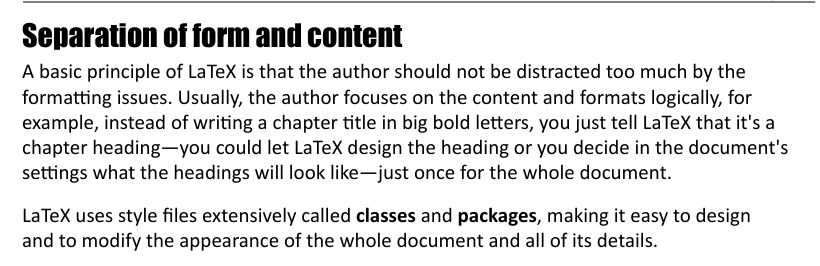 Separation of form and content
A basic principle of LaTeX is that the author should not be distracted too much by the
formatting issues. Usually, the author focuses on the content and formats logically, for
example, instead of writing a chapter title in big bold letters, you just tell LaTeX that it's a
chapter heading—you could let LaTeX design the heading or you decide in the document's
settings what the headings will look like—just once for the whole document.
LaTeX uses style files extensively called classes and packages, making it easy to design
and to modify the appearance of the whole document and all of its details.